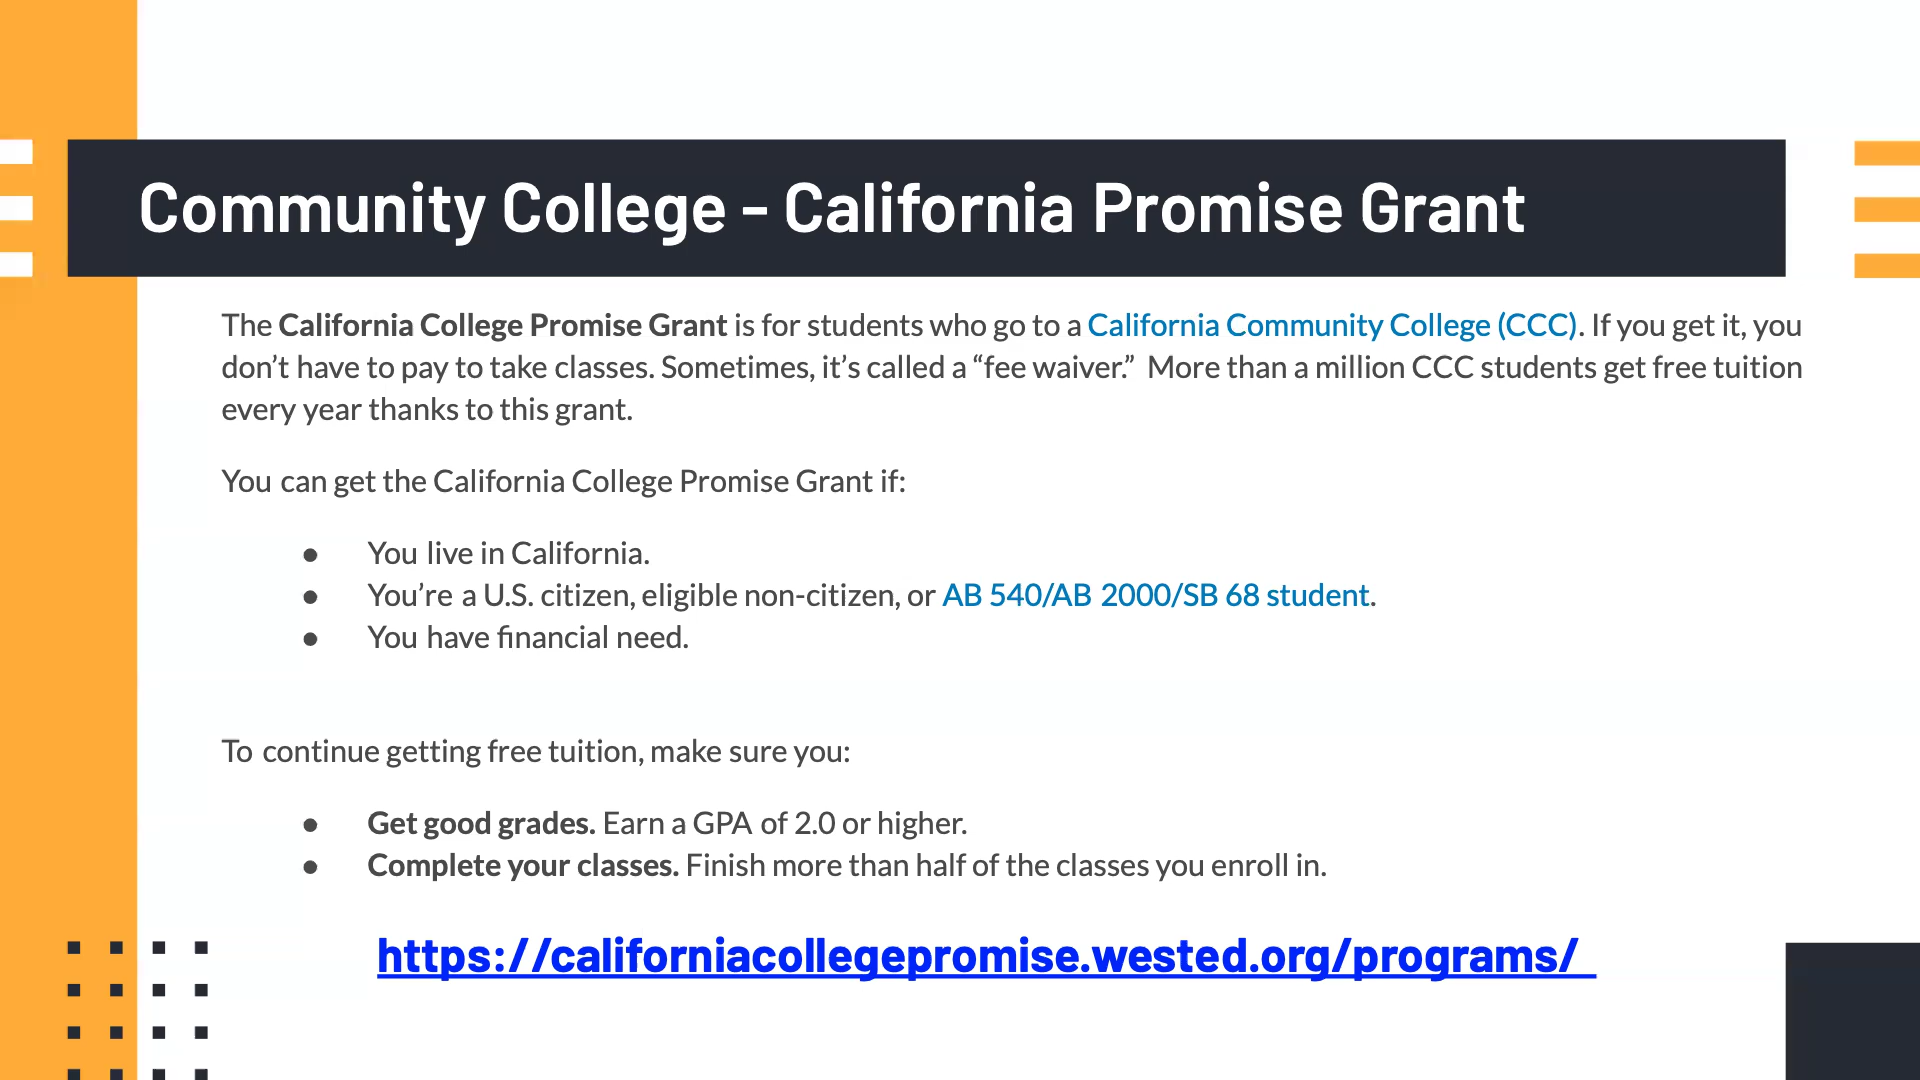 Community College - California Promise Grant
The California College Promise Grant is for students who go to a California Community College (CCC). If you get it, you
don’t have to pay to take classes. Sometimes, it’s called a “fee waiver.”  More than a million CCC students get free tuition
every year thanks to this grant.
You can get the California College Promise Grant if:
● You live in California.
● You’re a U.S. citizen, eligible non-citizen, or AB 540/AB 2000/SB 68 student.
● You have financial need.
To continue getting free tuition, make sure you:
● Get good grades. Earn a GPA of 2.0 or higher.
● Complete your classes. Finish more than half of the classes you enroll in.
https://californiacollegepromise.wested.org/programs/